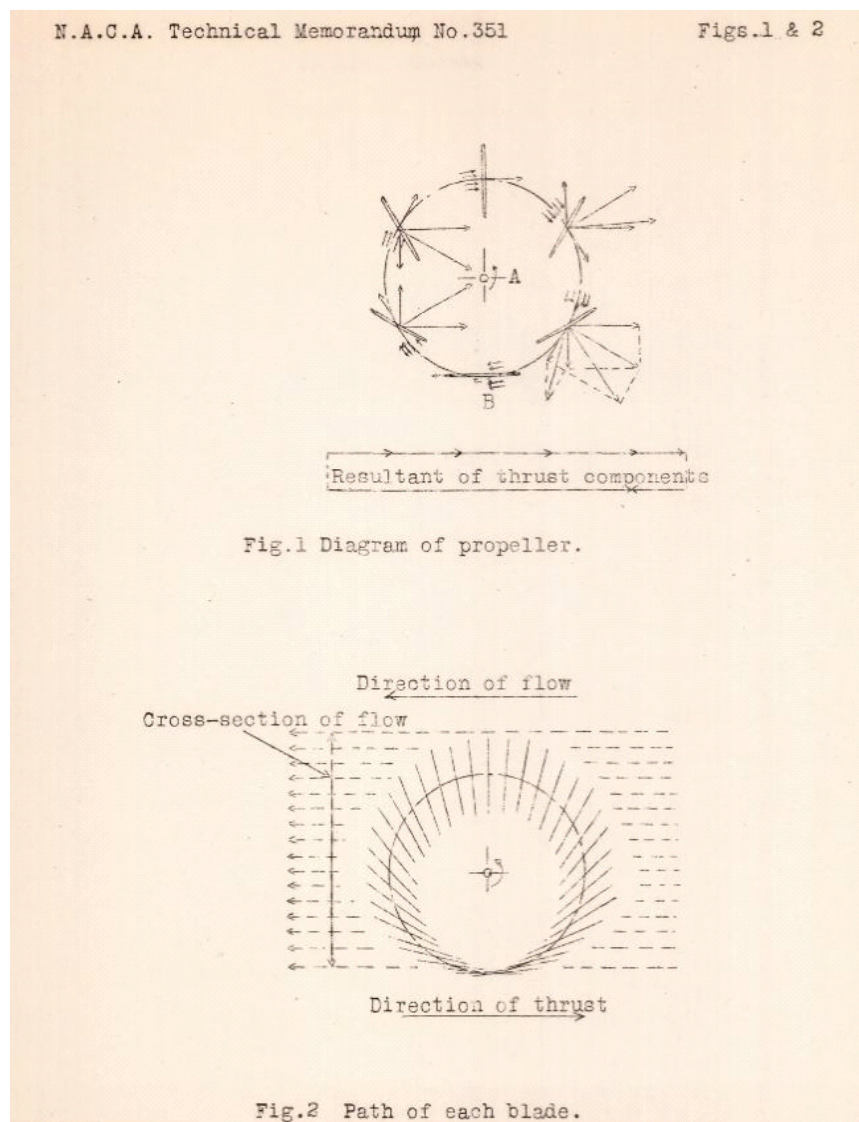 N.A.C.A. Technical Memorandum No.351 Figs.1 & 2
A
B
Resultant of thrust components
Fig.1 Diagram of propeller.
Direction of flow
Cross-section of flow
Direction of thrust
Fig.2 Path of each blade.